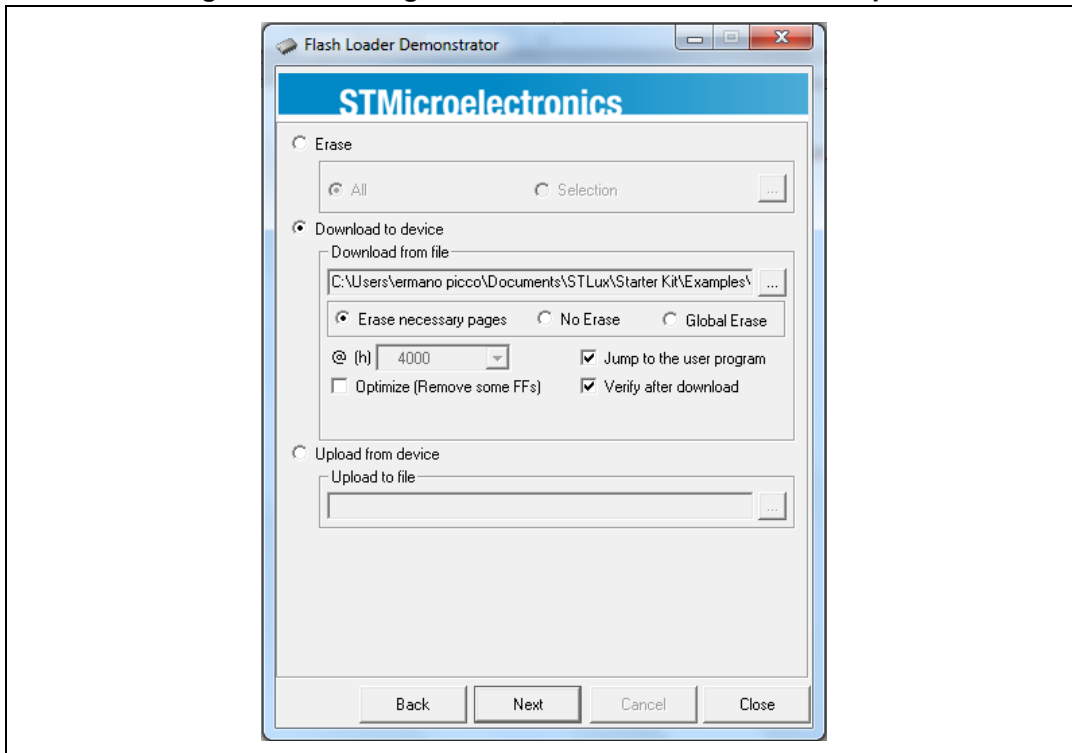 Flash Loader Demonstrator
STMicroelectronics
Erase
All Selection ...
Download to device
Download from file
C:\Users\ermano picco\Documents\STLux\Starter Kit\Examples\ ...
Erase necessary pages No Erase Global Erase
@ (h) 4000 Jump to the user program
Optimize (Remove some FFs) Verify after download
Upload from device
Upload to file
...
Back Next Cancel Close